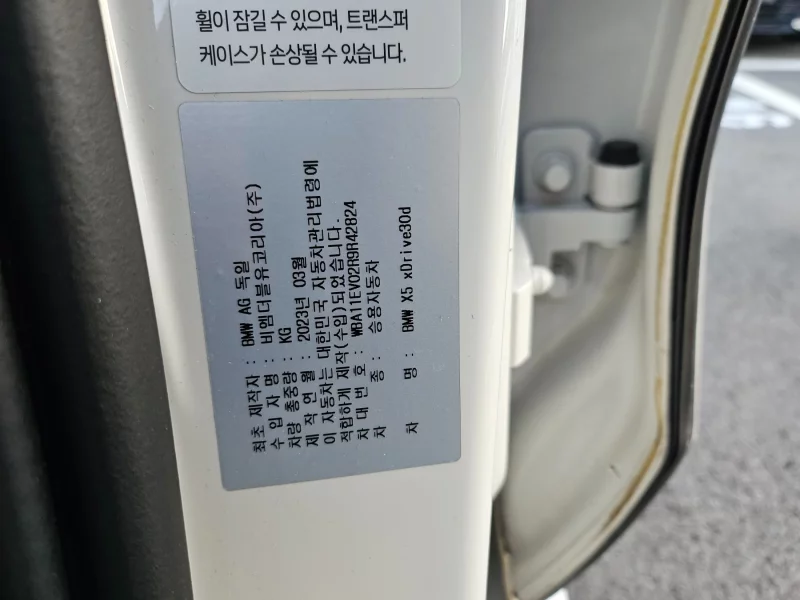 휠이 잠길 수 있으며, 트랜스퍼
케이스가 손상될 수 있습니다.
최초 제작자 : BMW AG 독일
수 입 자 명 : 비엠더블유코리아(주)
차량 총중량 : KG
제 작 연 월 : 2023년 03월
이 자동차는 대한민국 자동차관리법령에
적합하게 제작(수입)되었습니다.
차 대 번 호 : WBA11EV02R9R42824
차 종 : 승용자동차
차 명 : BMW X5 xDrive30d